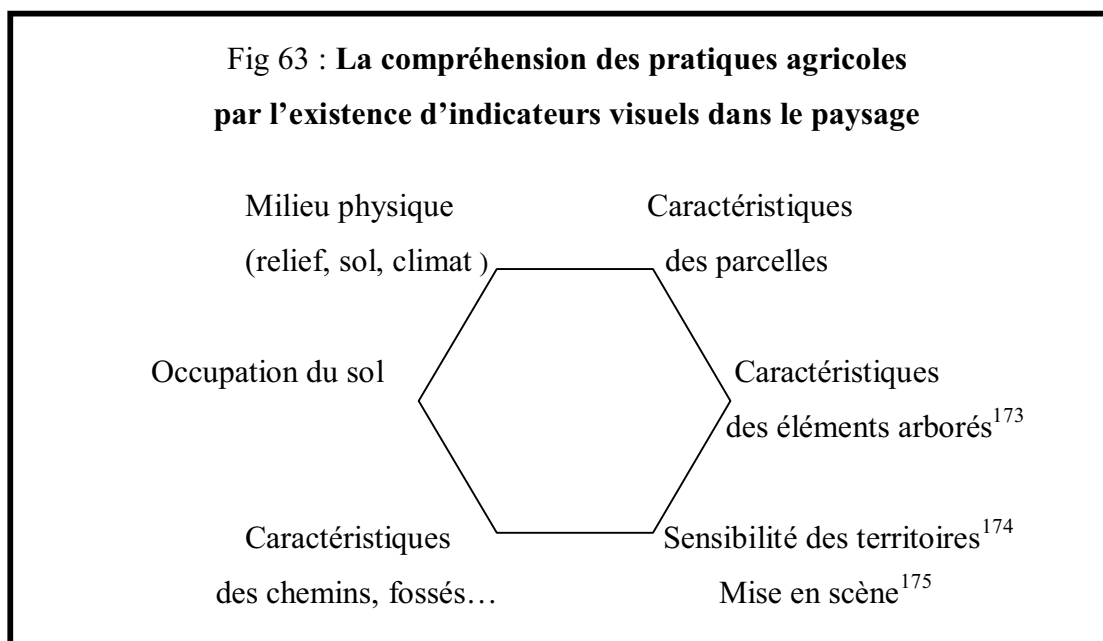 Fig 63 : La compréhension des pratiques agricoles
par l’existence d’indicateurs visuels dans le paysage
Milieu physique
(relief, sol, climat )
Caractéristiques
des parcelles
Occupation du sol
Caractéristiques
des éléments arborés173
Caractéristiques
des chemins, fossés…
Sensibilité des territoires174
Mise en scène175